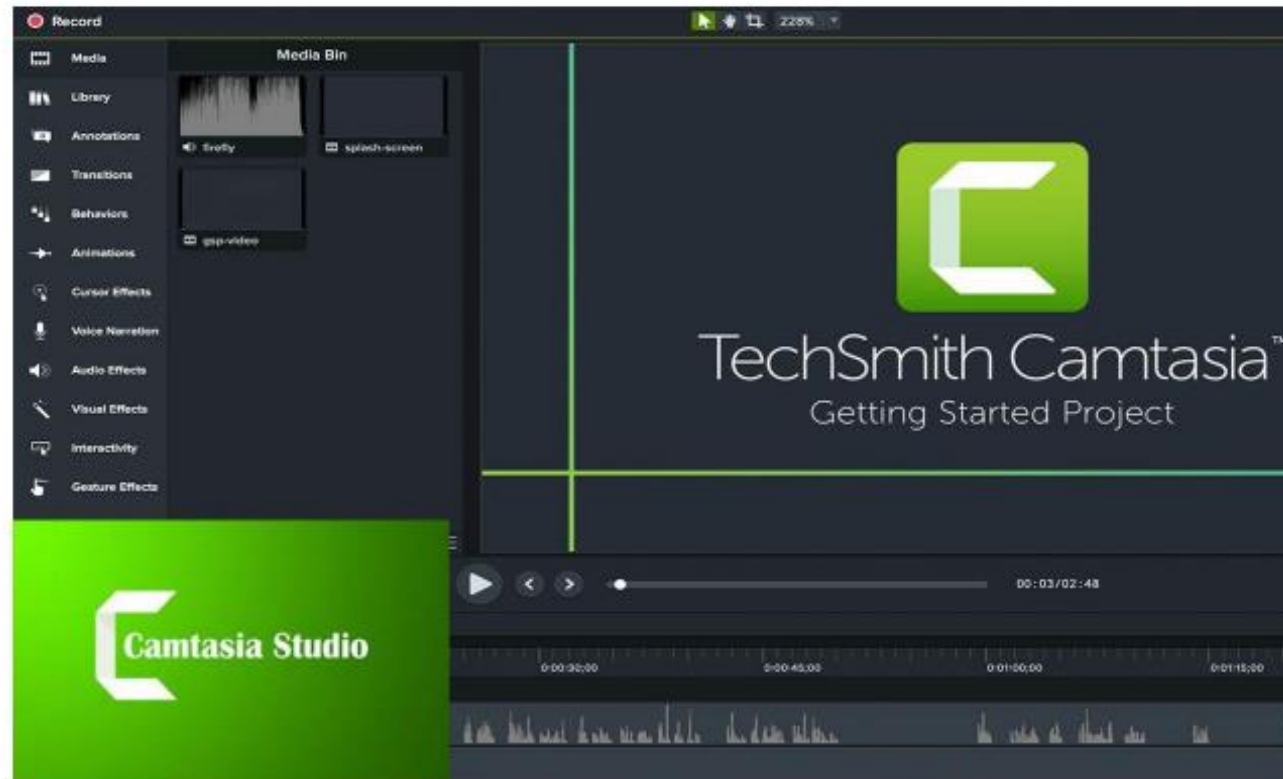 Record
228%
Media
Media Bin
Library
Annotations
firefly
splash-screen
Transitions
Behaviors
gsp-video
Animations
Cursor Effects
Voice Narration
Audio Effects
Visual Effects
Interactivity
Gesture Effects
TechSmith Camtasia™
Getting Started Project
00:03/02:48
Camtasia Studio
0:00:30;00
0:00:45;00
0:01:00;00
0:01:15;00